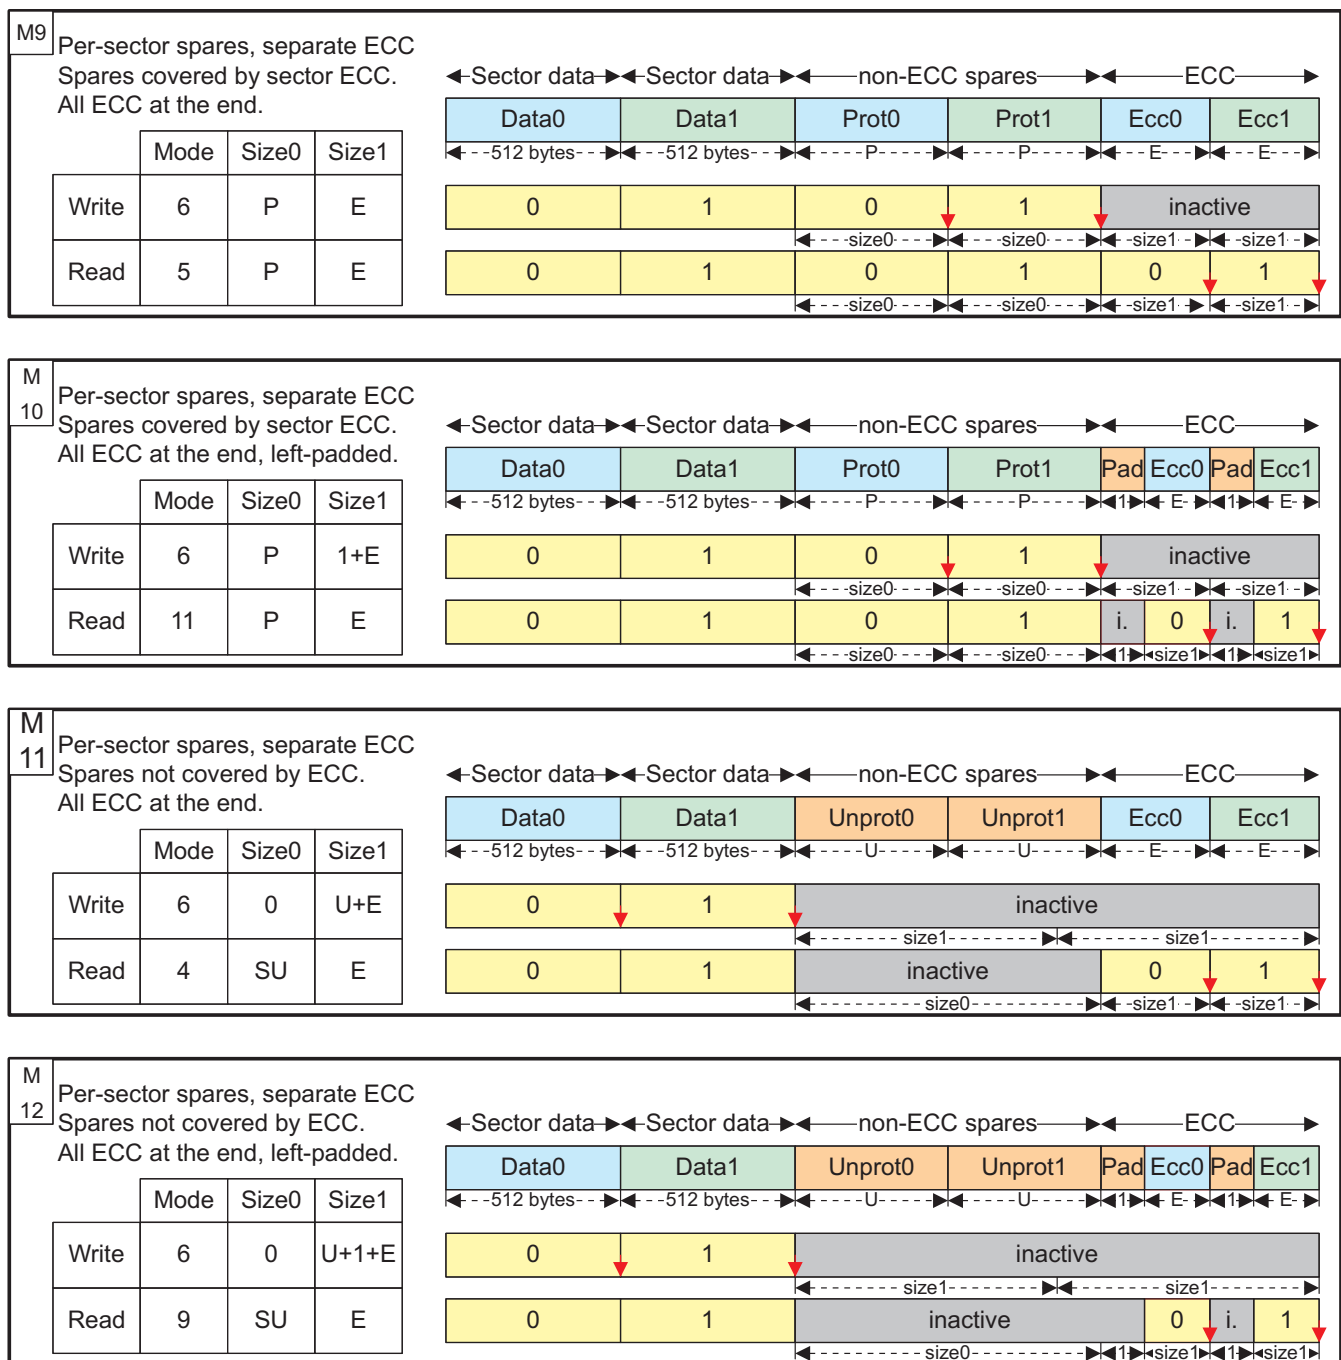 M9
Per-sector spares, separate ECC
Spares covered by sector ECC.
All ECC at the end.
Mode Size0 Size1
Write 6 P E
Read 5 P E
Sector data Sector data non-ECC spares ECC
Data0 Data1 Prot0 Prot1 Ecc0 Ecc1
512 bytes 512 bytes P P E E
0 1 0 1 inactive
size0 size0 size1 size1
0 1 0 1 0 1
size0 size0 size1 size1
M
10
Per-sector spares, separate ECC
Spares covered by sector ECC.
All ECC at the end, left-padded.
Mode Size0 Size1
Write 6 P 1+E
Read 11 P E
Sector data Sector data non-ECC spares ECC
Data0 Data1 Prot0 Prot1 Pad Ecc0 Pad Ecc1
512 bytes 512 bytes P P 1 E 1 E
0 1 0 1 inactive
size0 size0 size1 size1
0 1 0 1 i. 0 i. 1
size0 size0 1 size1 1 size1
M
11
Per-sector spares, separate ECC
Spares not covered by ECC.
All ECC at the end.
Mode Size0 Size1
Write 6 0 U+E
Read 4 SU E
Sector data Sector data non-ECC spares ECC
Data0 Data1 Unprot0 Unprot1 Ecc0 Ecc1
512 bytes 512 bytes U U E E
0 1 inactive
size1 size1
0 1 inactive 0 1
size0 size1 size1
M
12
Per-sector spares, separate ECC
Spares not covered by ECC.
All ECC at the end, left-padded.
Mode Size0 Size1
Write 6 0 U+1+E
Read 9 SU E
Sector data Sector data non-ECC spares ECC
Data0 Data1 Unprot0 Unprot1 Pad Ecc0 Pad Ecc1
512 bytes 512 bytes U U 1 E 1 E
0 1 inactive
size1 size1
0 1 inactive 0 i. 1
size0 1 size1 1 size1